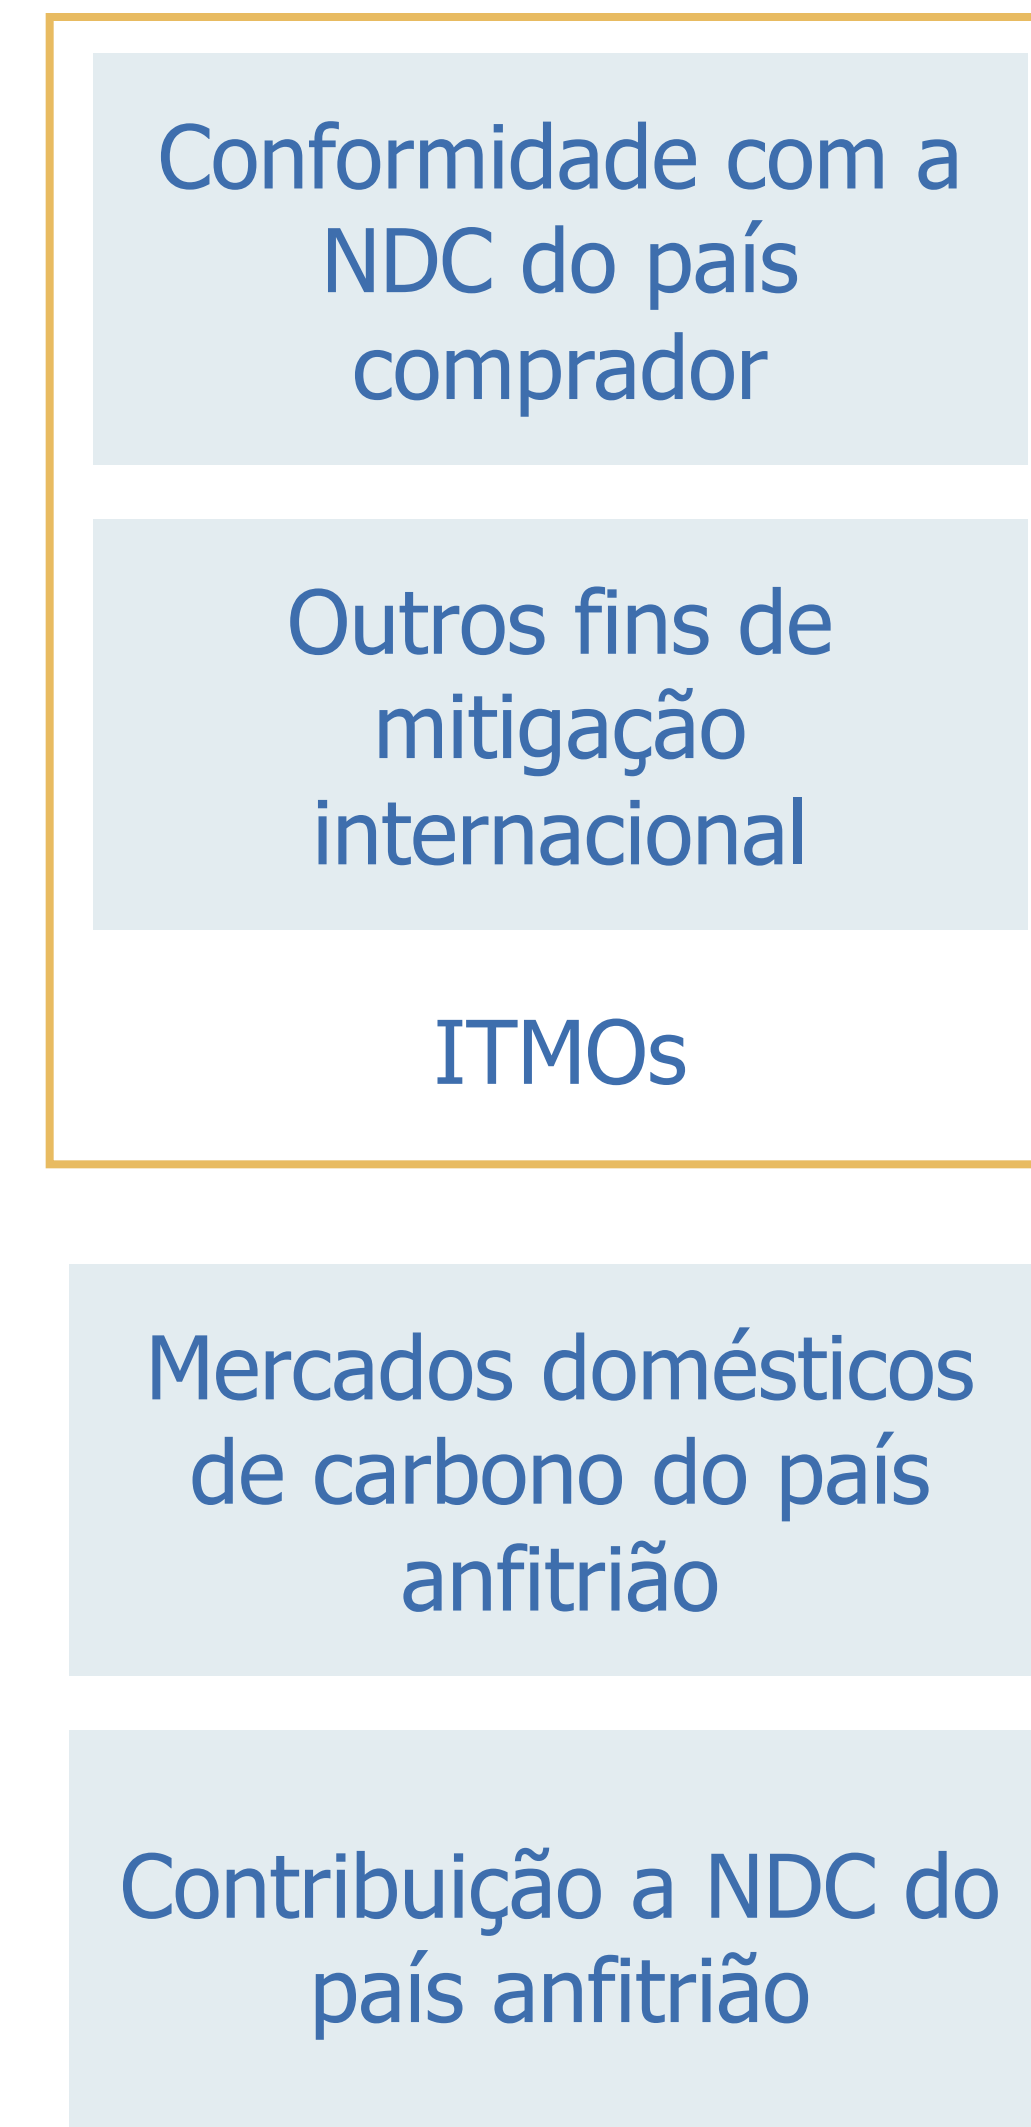 Conformidade com a
NDC do país
comprador
Outros fins de
mitigação
internacional
ITMOs
Mercados domésticos
de carbono do país
anfitrião
Contribuição a NDC do
país anfitrião